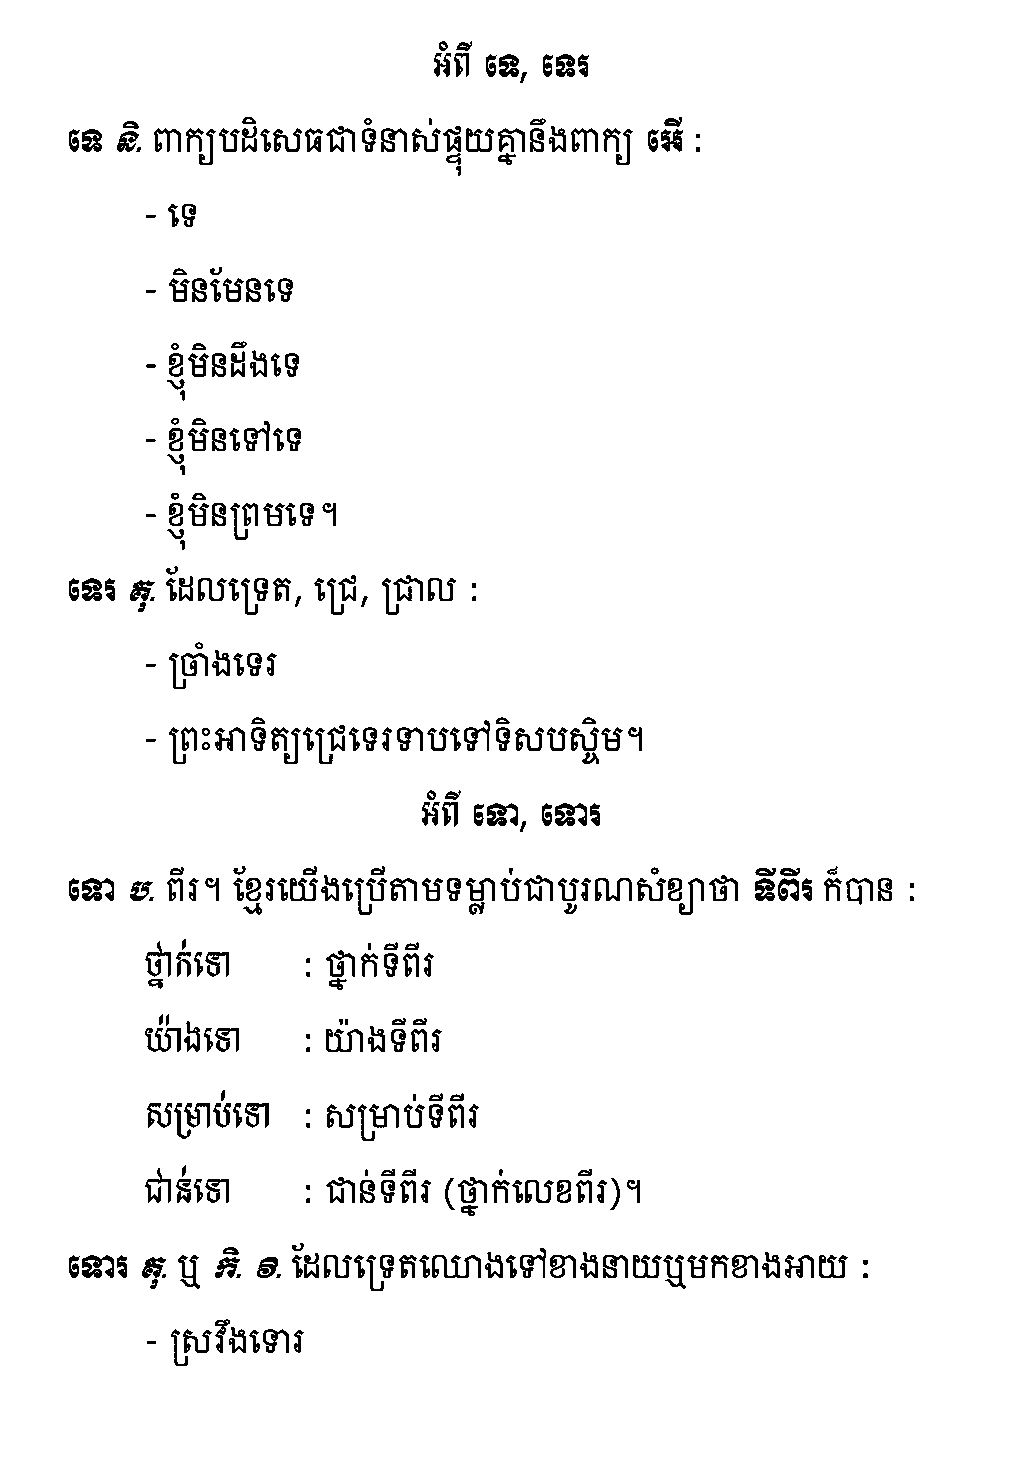 អំពី ទេ, ទេរ
ទេ និ. ពាក្យបដិសេធជាទំនាស់ផ្ទុយគ្នានឹងពាក្យ អើ :
- ទេ
- មិនមែនទេ
- ខ្ញុំមិនដឹងទេ
- ខ្ញុំមិនទៅទេ
- ខ្ញុំមិនព្រមទេ។
ទេរ គុ. ដែលទ្រេត, ជ្រេ, ជ្រាល :
- ច្រាំងទេរ
- ព្រះអាទិត្យជ្រេទេរទាបទៅទិសបស្ចិម។
អំពី ទោ, ទោរ
ទោ ប. ពីរ។ ខ្មែរយើងប្រើតាមទម្លាប់ជាបូរណសំខ្យាថា ទីពីរ ក៏បាន :
ថ្នាក់ទោ : ថ្នាក់ទីពីរ
យ៉ាងទោ : យ៉ាងទីពីរ
សម្រាប់ទោ : សម្រាប់ទីពីរ
ជាន់ទោ : ជាន់ទីពីរ (ថ្នាក់លេខពីរ)។
ទោរ គុ. ឬ កិ. វិ. ដែលទ្រេតឈោងទៅខាងនាយឬមកខាងអាយ :
- ស្រវឹងទោរ